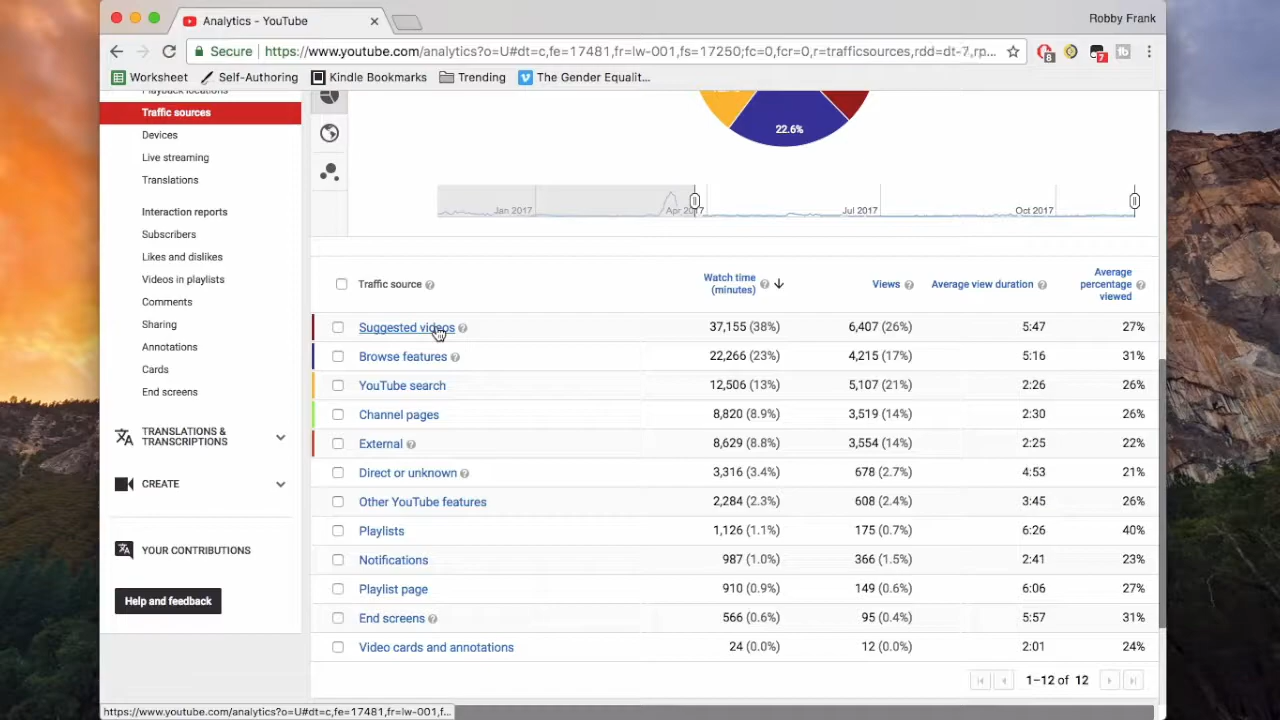 Analytics - YouTube
Robby Frank
Secure
https://www.youtube.com/analytics?o=U#dt=c,fe=17481,fr=lw-001,fs=17250;fc=0,fcr=0,r=trafficsources,rdd=dt-7,rp...
8
7
tb
Worksheet
Self-Authoring
Kindle Bookmarks
Trending
The Gender Equalit...
Playback locations
Traffic sources
Devices
Live streaming
Translations
Interaction reports
Subscribers
Likes and dislikes
Videos in playlists
Comments
Sharing
Annotations
Cards
End screens
TRANSLATIONS &
TRANSCRIPTIONS
CREATE
YOUR CONTRIBUTIONS
Help and feedback
22.6%
Jan 2017
Apr 2017
Jul 2017
Oct 2017
Traffic source
Watch time
(minutes)
Views
Average view duration
Average
percentage
viewed
Suggested videos 37,155 (38%) 6,407 (26%) 5:47 27%
Browse features 22,266 (23%) 4,215 (17%) 5:16 31%
YouTube search 12,506 (13%) 5,107 (21%) 2:26 26%
Channel pages 8,820 (8.9%) 3,519 (14%) 2:30 26%
External 8,629 (8.8%) 3,554 (14%) 2:25 22%
Direct or unknown 3,316 (3.4%) 678 (2.7%) 4:53 21%
Other YouTube features 2,284 (2.3%) 608 (2.4%) 3:45 26%
Playlists 1,126 (1.1%) 175 (0.7%) 6:26 40%
Notifications 987 (1.0%) 366 (1.5%) 2:41 23%
Playlist page 910 (0.9%) 149 (0.6%) 6:06 27%
End screens 566 (0.6%) 95 (0.4%) 5:57 31%
Video cards and annotations 24 (0.0%) 12 (0.0%) 2:01 24%
1–12 of 12
https://www.youtube.com/analytics?o=U#dt=c,fe=17481,fr=lw-001,f...